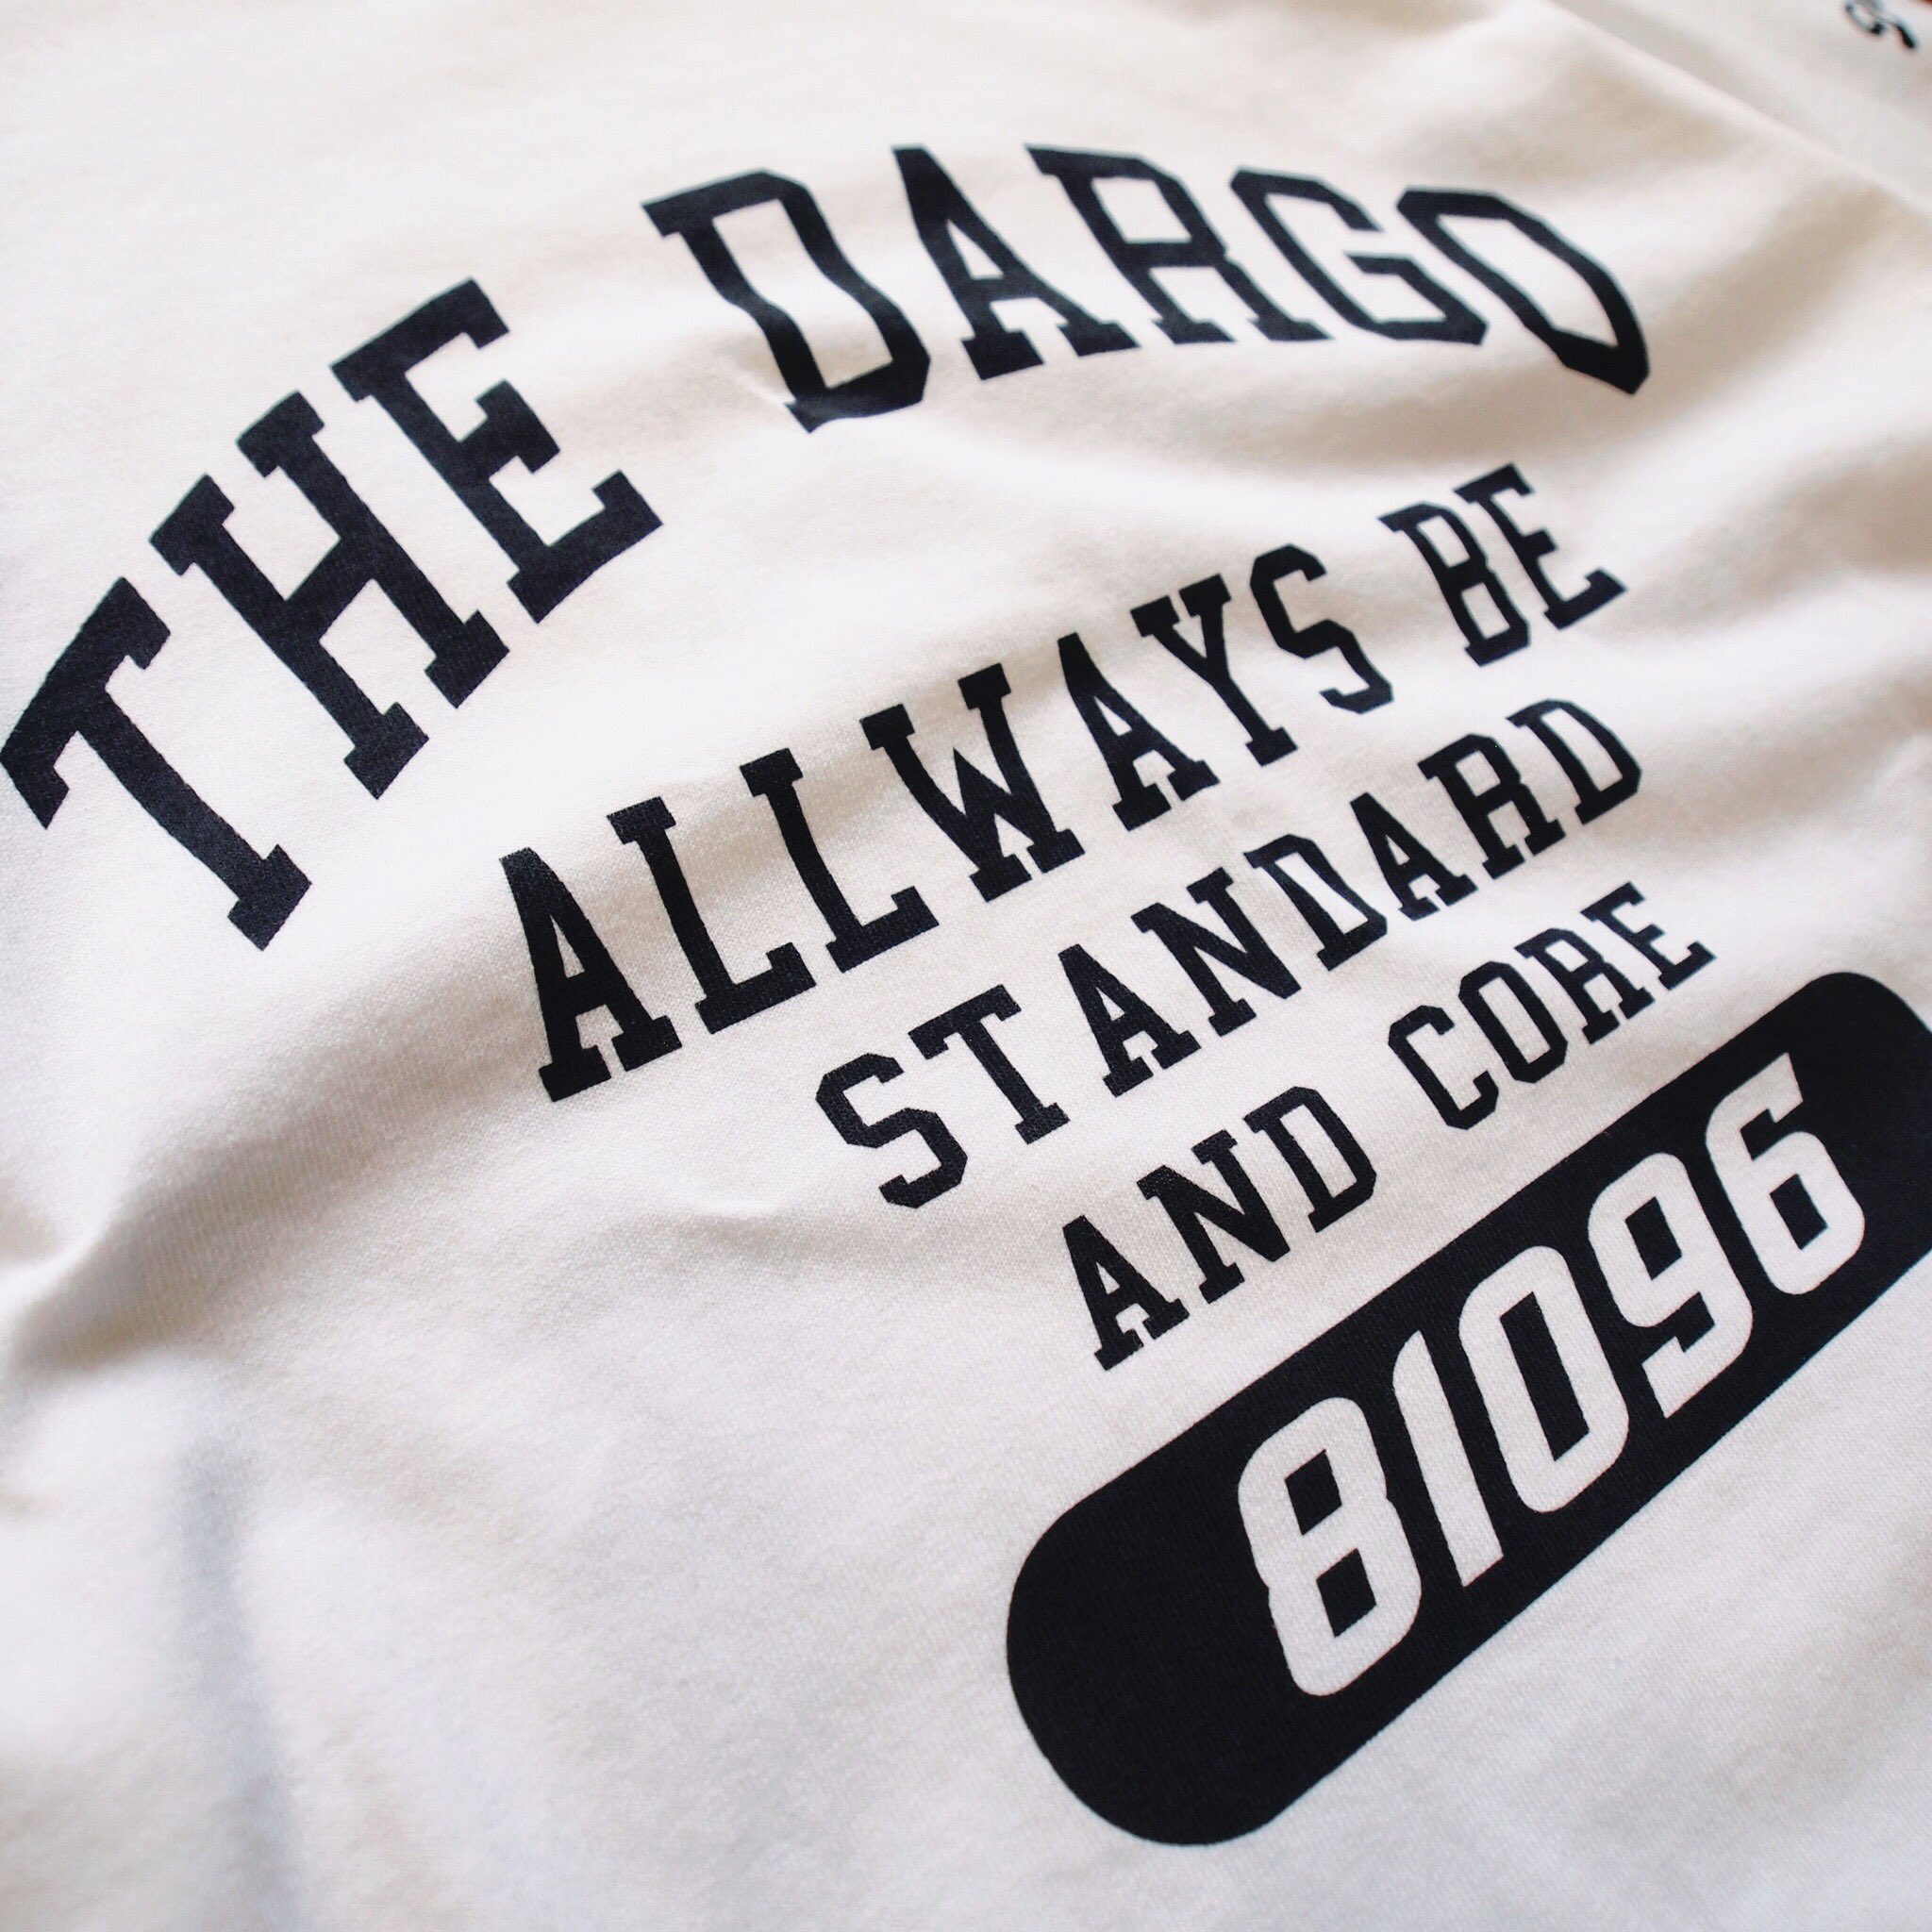 THE DARGO
ALLWAYS BE
STANDARD
AND CORE
81096